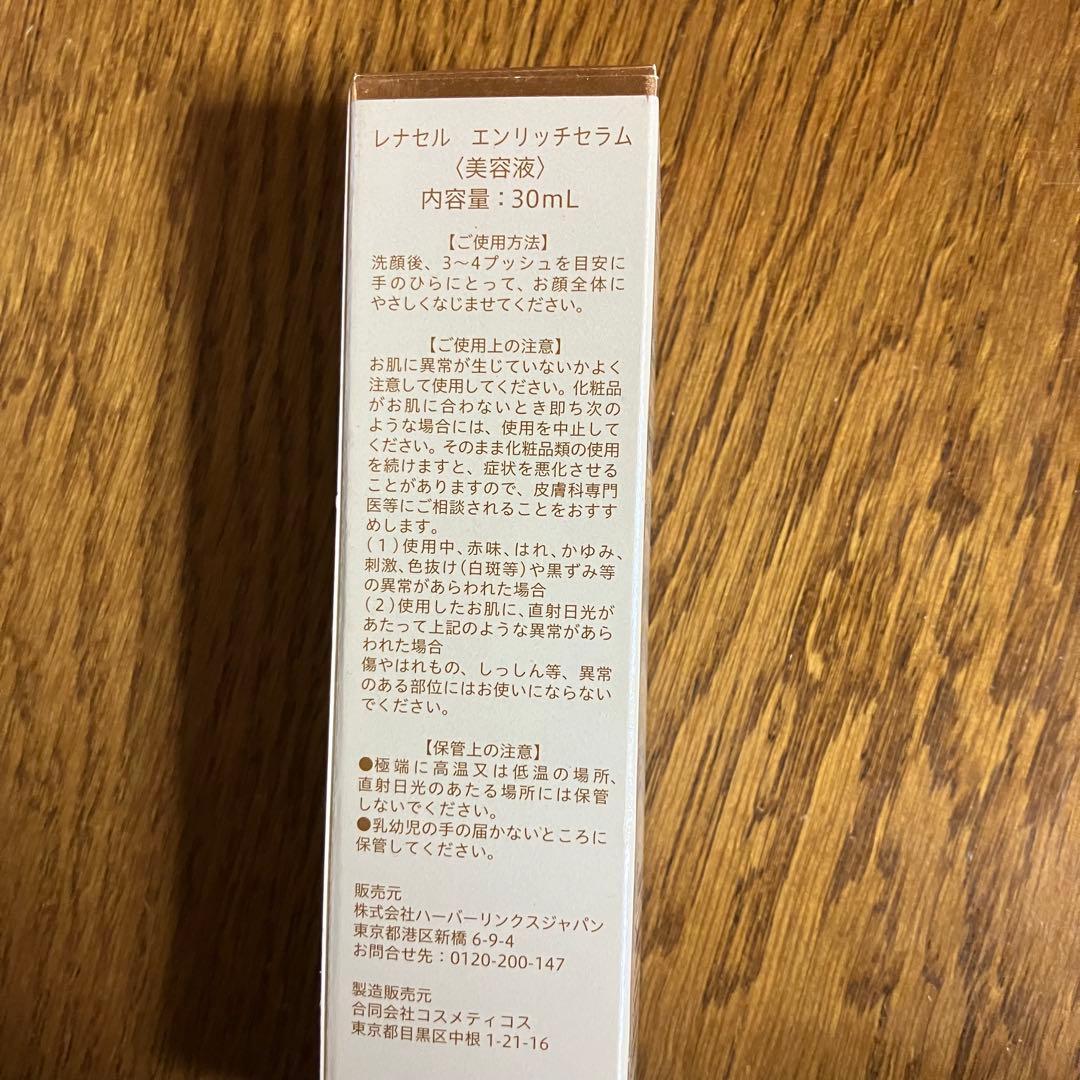 レナセル　エンリッチセラム
〈美容液〉
内容量：30mL
【ご使用方法】
洗顔後、3〜4プッシュを目安に
手のひらにとって、お顔全体に
やさしくなじませてください。
【ご使用上の注意】
お肌に異常が生じていないかよく
注意して使用してください。化粧品
がお肌に合わないとき即ち次の
ような場合には、使用を中止して
ください。そのまま化粧品類の使用
を続けますと、症状を悪化させる
ことがありますので、皮膚科専門
医等にご相談されることをおすす
めします。
（1）使用中、赤味、はれ、かゆみ、
刺激、色抜け（白斑等）や黒ずみ等
の異常があらわれた場合
（2）使用したお肌に、直射日光が
あたって上記のような異常があら
われた場合
傷やはれもの、しっしん等、異常
のある部位にはお使いにならない
でください。
【保管上の注意】
●極端に高温又は低温の場所、
直射日光のあたる場所には保管
しないでください。
●乳幼児の手の届かないところに
保管してください。
販売元
株式会社ハーバーリンクスジャパン
東京都港区新橋 6-9-4
お問合せ先：0120-200-147
製造販売元
合同会社コスメティコス
東京都目黒区中根 1-21-16